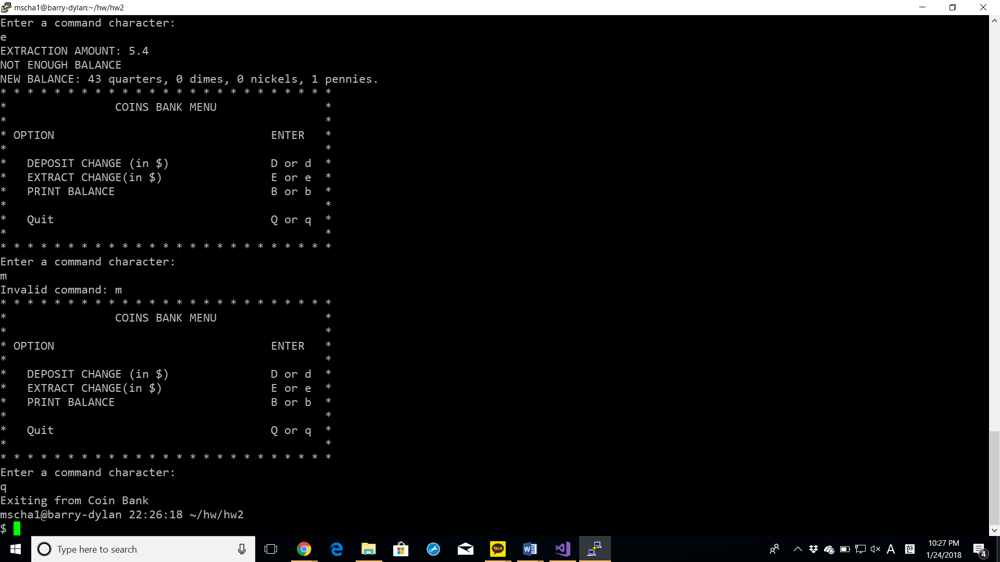 mscha1@barry-dylan:~/hw/hw2
Enter a command character:
e
EXTRACTION AMOUNT: 5.4
NOT ENOUGH BALANCE
NEW BALANCE: 43 quarters, 0 dimes, 0 nickels, 1 pennies.
* * * * * * * * * * * * * * * * * * * * * * * * *
*                COINS BANK MENU                *
*                                               *
* OPTION                                ENTER   *
*                                               *
*   DEPOSIT CHANGE (in $)               D or d  *
*   EXTRACT CHANGE(in $)                E or e  *
*   PRINT BALANCE                       B or b  *
*                                               *
*   Quit                                Q or q  *
*                                               *
* * * * * * * * * * * * * * * * * * * * * * * * *
Enter a command character:
m
Invalid command: m
* * * * * * * * * * * * * * * * * * * * * * * * *
*                COINS BANK MENU                *
*                                               *
* OPTION                                ENTER   *
*                                               *
*   DEPOSIT CHANGE (in $)               D or d  *
*   EXTRACT CHANGE(in $)                E or e  *
*   PRINT BALANCE                       B or b  *
*                                               *
*   Quit                                Q or q  *
*                                               *
* * * * * * * * * * * * * * * * * * * * * * * * *
Enter a command character:
q
Exiting from Coin Bank
mscha1@barry-dylan 22:26:18 ~/hw/hw2
$
Type here to search
TALK
A 한
10:27 PM
1/24/2018
4